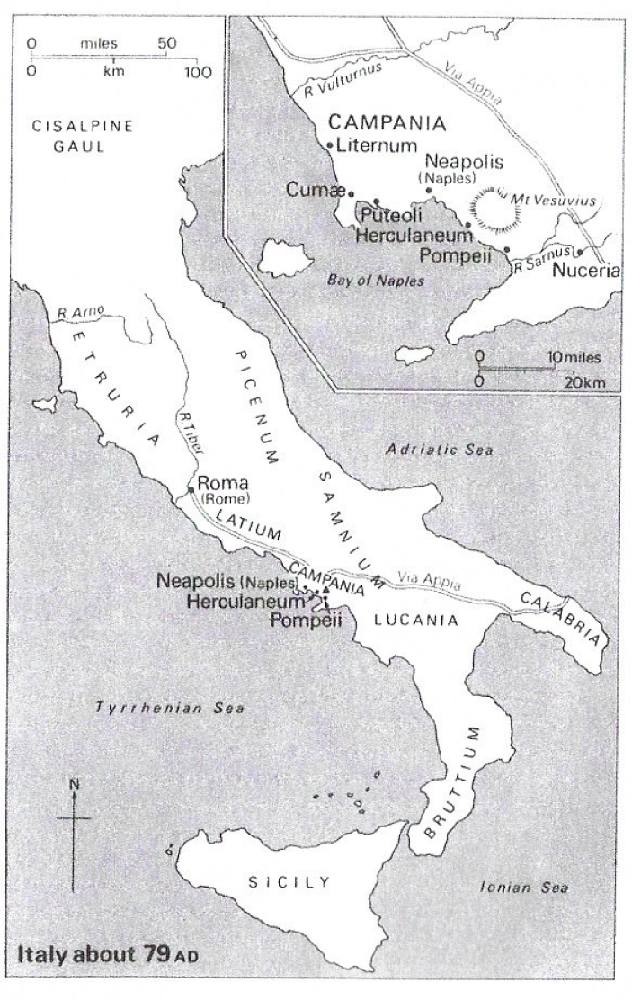 0 miles 50
0 km 100
CISALPINE
GAUL
R. Vulturnus
Via Appia
CAMPANIA
Liternum
Neapolis
(Naples)
Cumæ
Mt Vesuvius
Puteoli
Herculaneum
Pompeii
R Sarnus
Nuceria
Bay of Naples
0 10 miles
0 20km
R. Arno
ETRURIA
PICENUM
R. Tiber
Adriatic Sea
SAMNIUM
Roma
(Rome)
LATIUM
CAMPANIA
Via Appia
Neapolis (Naples)
Herculaneum
Pompeii
CALABRIA
LUCANIA
Tyrrhenian Sea
BRUTTIUM
N
SICILY
Ionian Sea
Italy about 79 AD